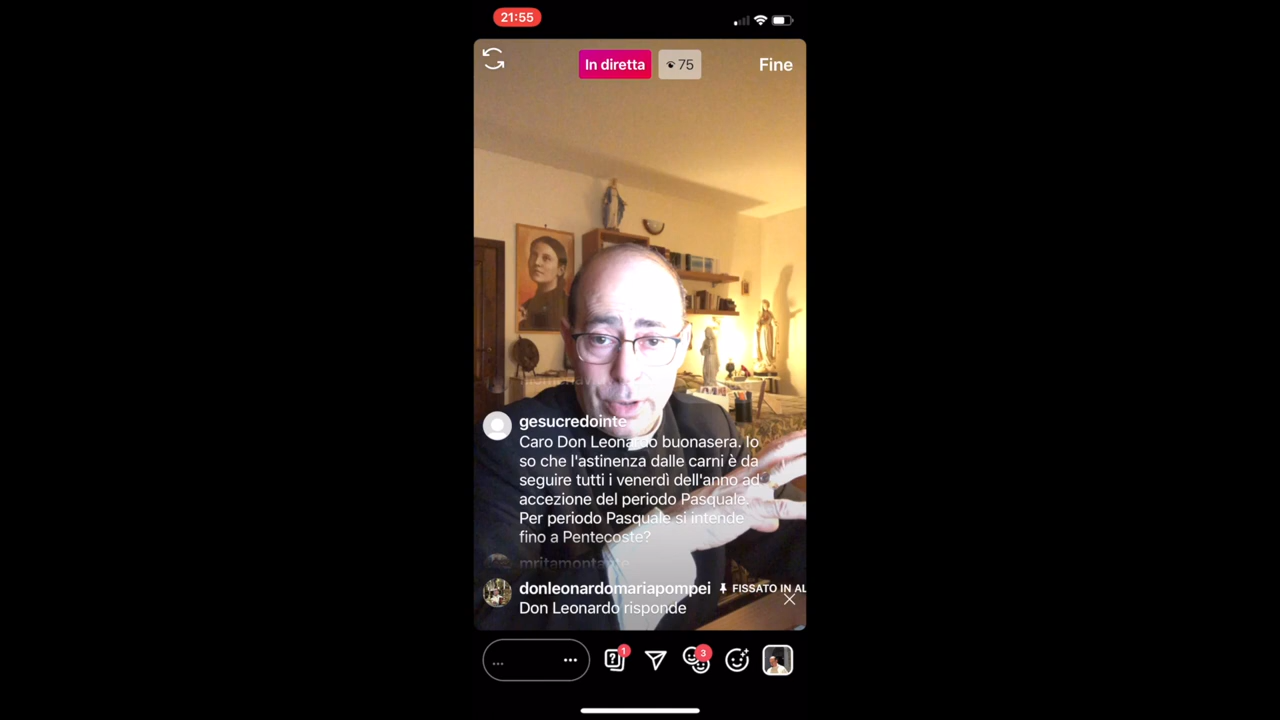 21:55
In diretta
75
Fine
gesucredointe
Caro Don Leonardo buonasera. Io
so che l'astinenza dalle carni è da
seguire tutti i venerdì dell'anno ad
accezione del periodo Pasquale.
Per periodo Pasquale si intende
fino a Pentecoste?
mritamontante
donleonardomariapompei FISSATO IN AL
Don Leonardo risponde
...
1
3